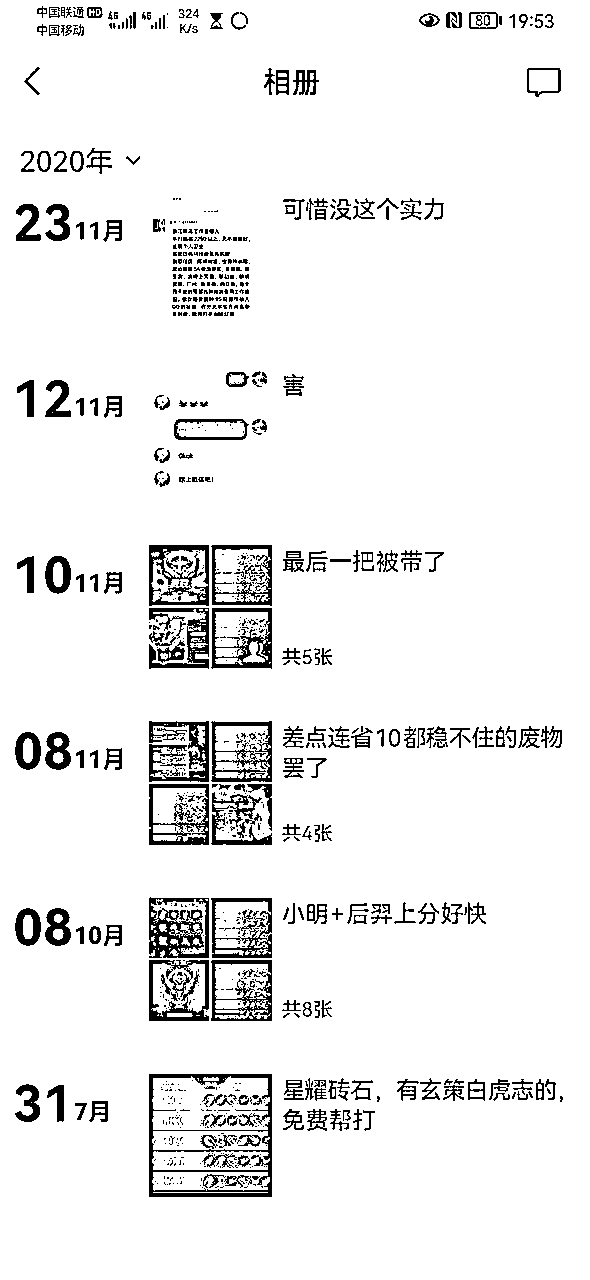 中国联通 HD 4G 4G 324 80 19:53
中国移动 K/s
相册
2020年
23 11月 可惜没这个实力
12 11月 害
10 11月 最后一把被带了
共5张
08 11月 差点连省10都稳不住的废物
罢了
共4张
08 10月 小明+后羿上分好快
共8张
31 7月 星耀砖石，有玄策白虎志的，
免费帮打